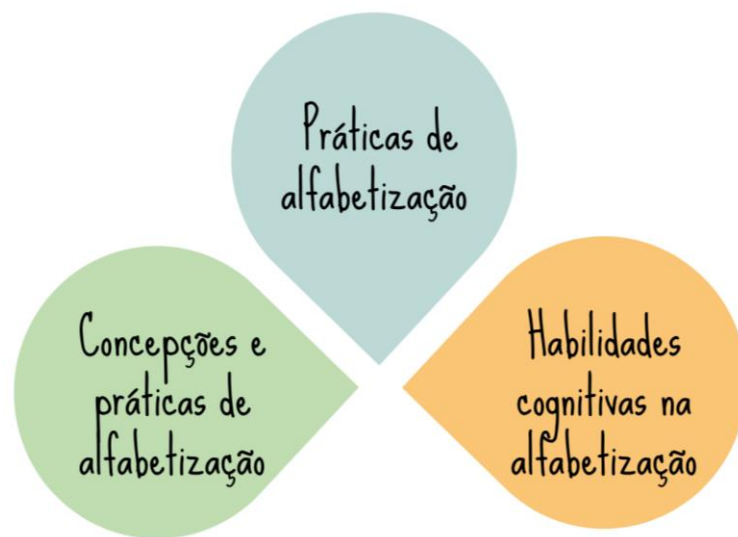 Práticas de
alfabetização
Concepções e
práticas de
alfabetização
Habilidades
cognitivas na
alfabetização